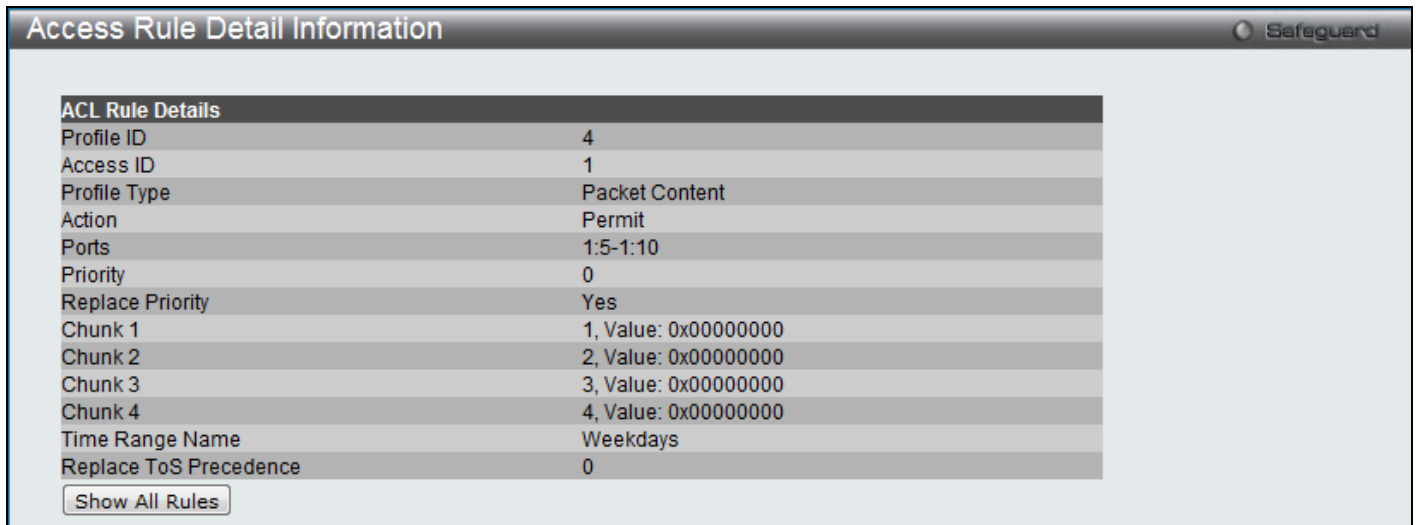 Access Rule Detail Information Safeguard
ACL Rule Details
Profile ID 4
Access ID 1
Profile Type Packet Content
Action Permit
Ports 1:5-1:10
Priority 0
Replace Priority Yes
Chunk 1 1, Value: 0x00000000
Chunk 2 2, Value: 0x00000000
Chunk 3 3, Value: 0x00000000
Chunk 4 4, Value: 0x00000000
Time Range Name Weekdays
Replace ToS Precedence 0
Show All Rules